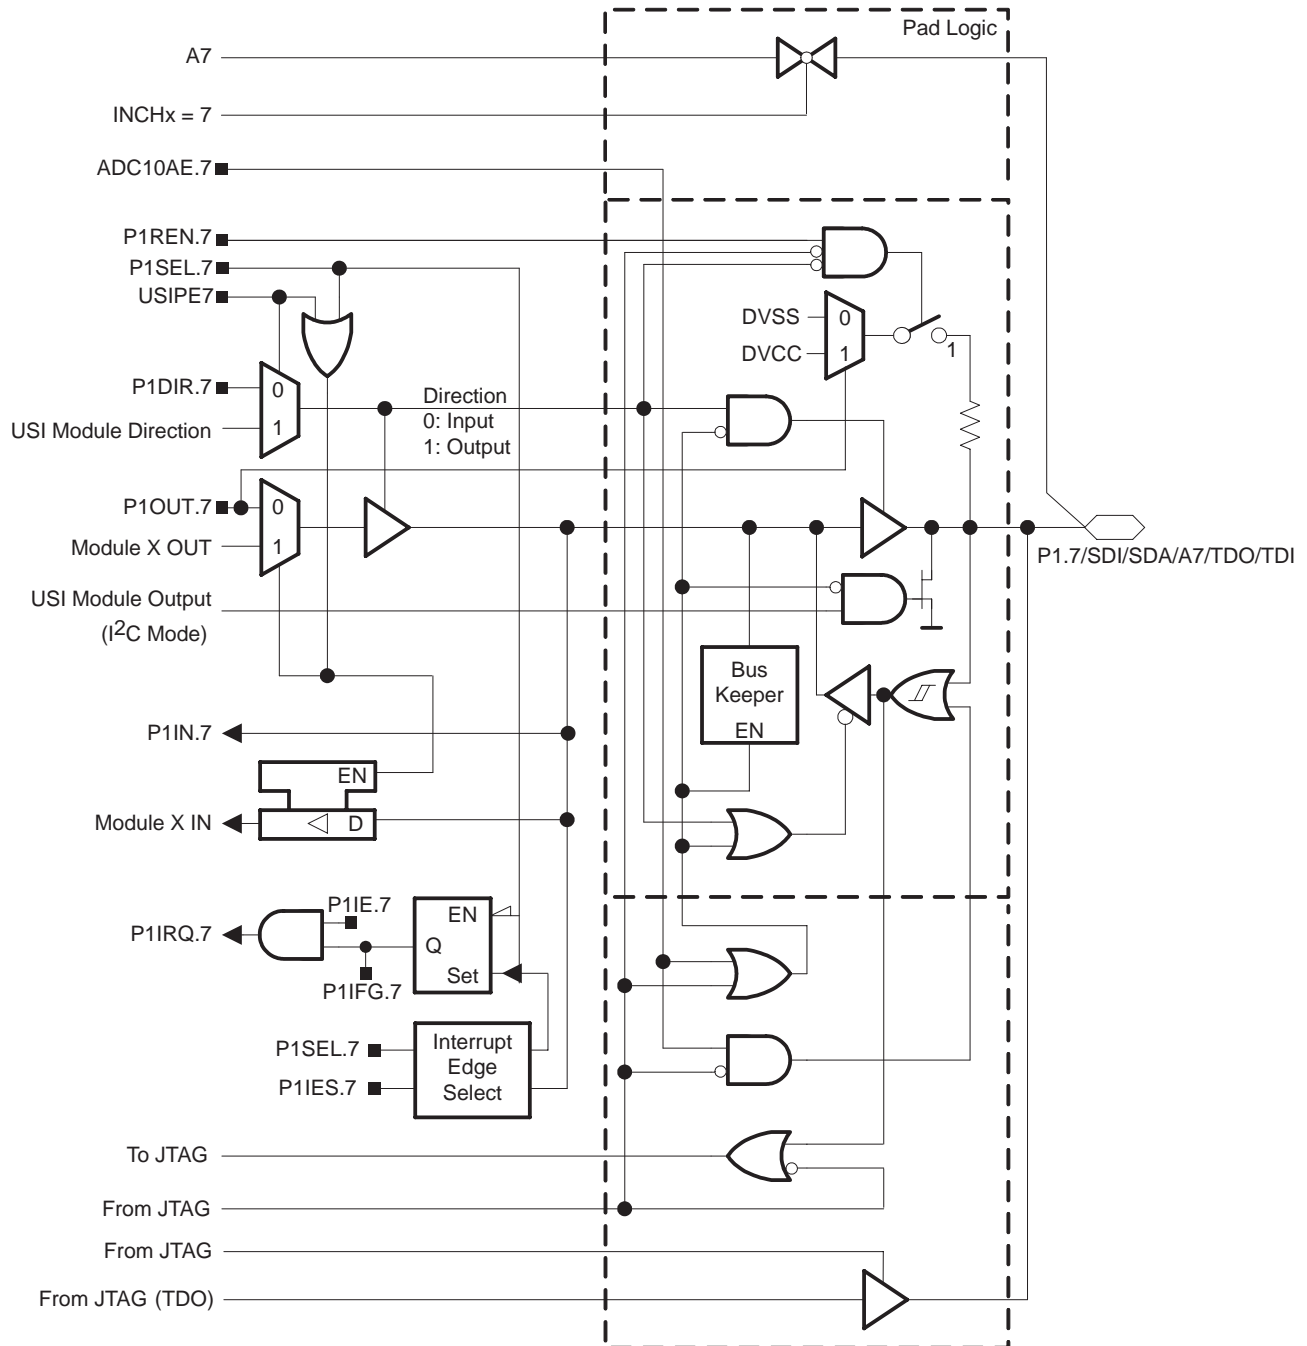 Pad Logic
A7
INCHx = 7
ADC10AE.7
P1REN.7
P1SEL.7
USIPE7
DVSS
0
DVCC
1
1
P1DIR.7
0
USI Module Direction
1
Direction
0: Input
1: Output
P1OUT.7
0
Module X OUT
1
P1.7/SDI/SDA/A7/TDO/TDI
USI Module Output
(I2C Mode)
Bus
Keeper
EN
P1IN.7
EN
Module X IN
D
P1IE.7
P1IRQ.7
EN
Q
Set
P1IFG.7
P1SEL.7
P1IES.7
Interrupt
Edge
Select
To JTAG
From JTAG
From JTAG
From JTAG (TDO)